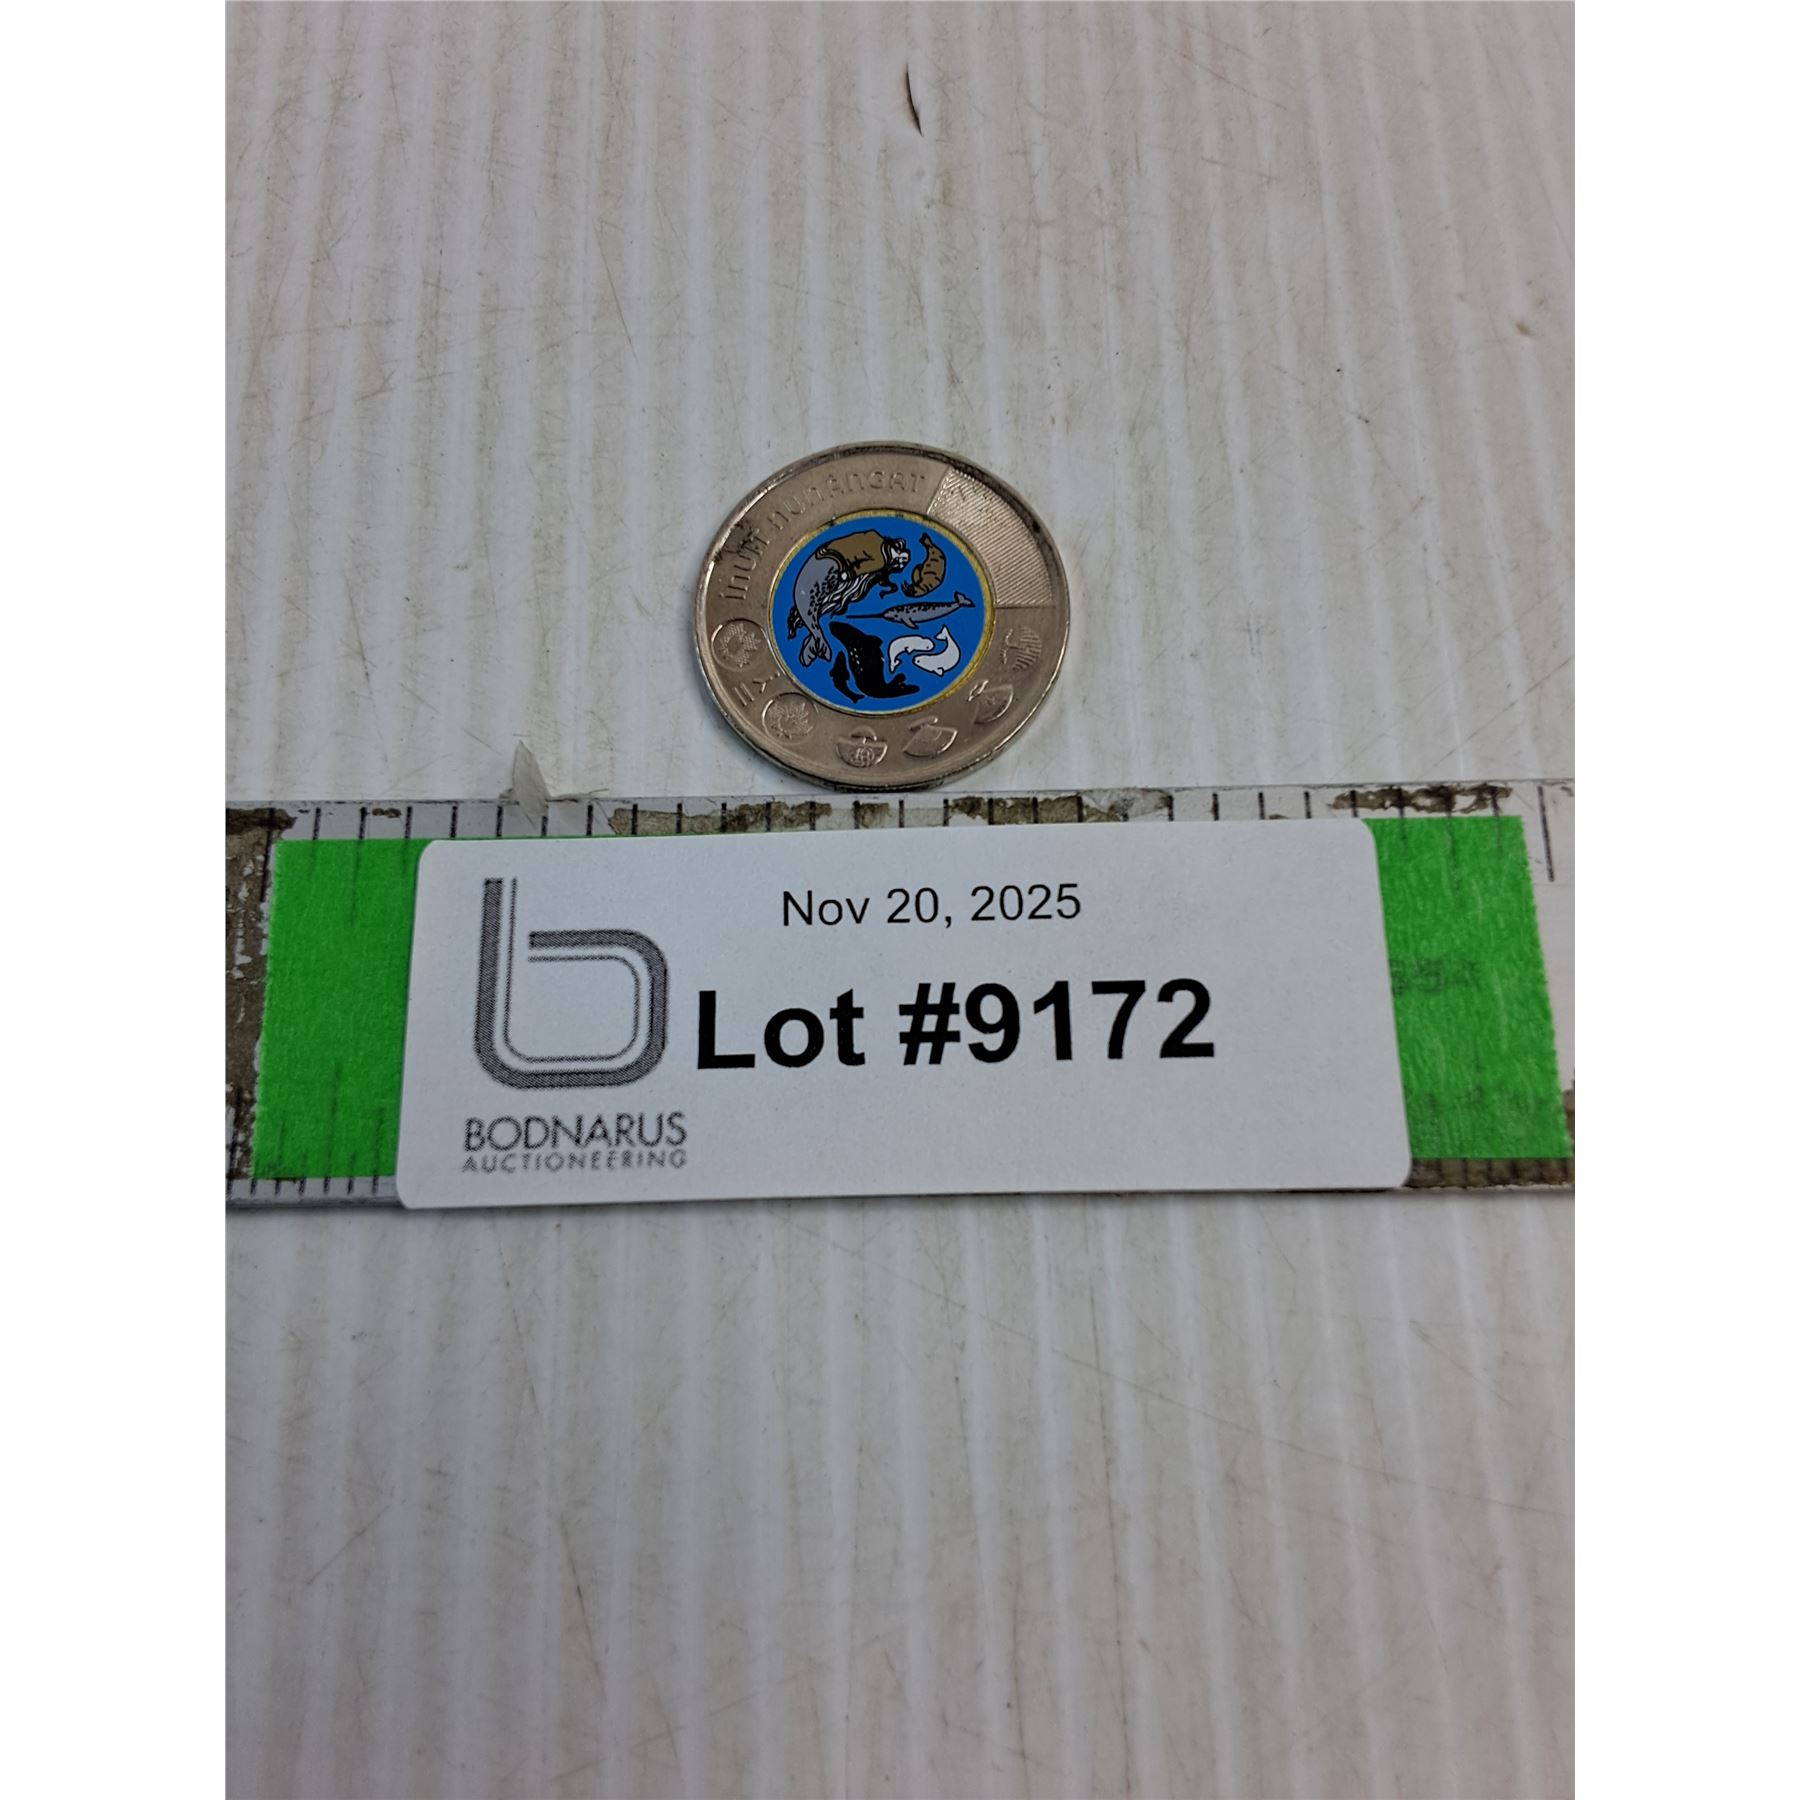 INUIT NUNANGAT
Nov 20, 2025
Lot #9172
BODNARUS
AUCTIONEERING